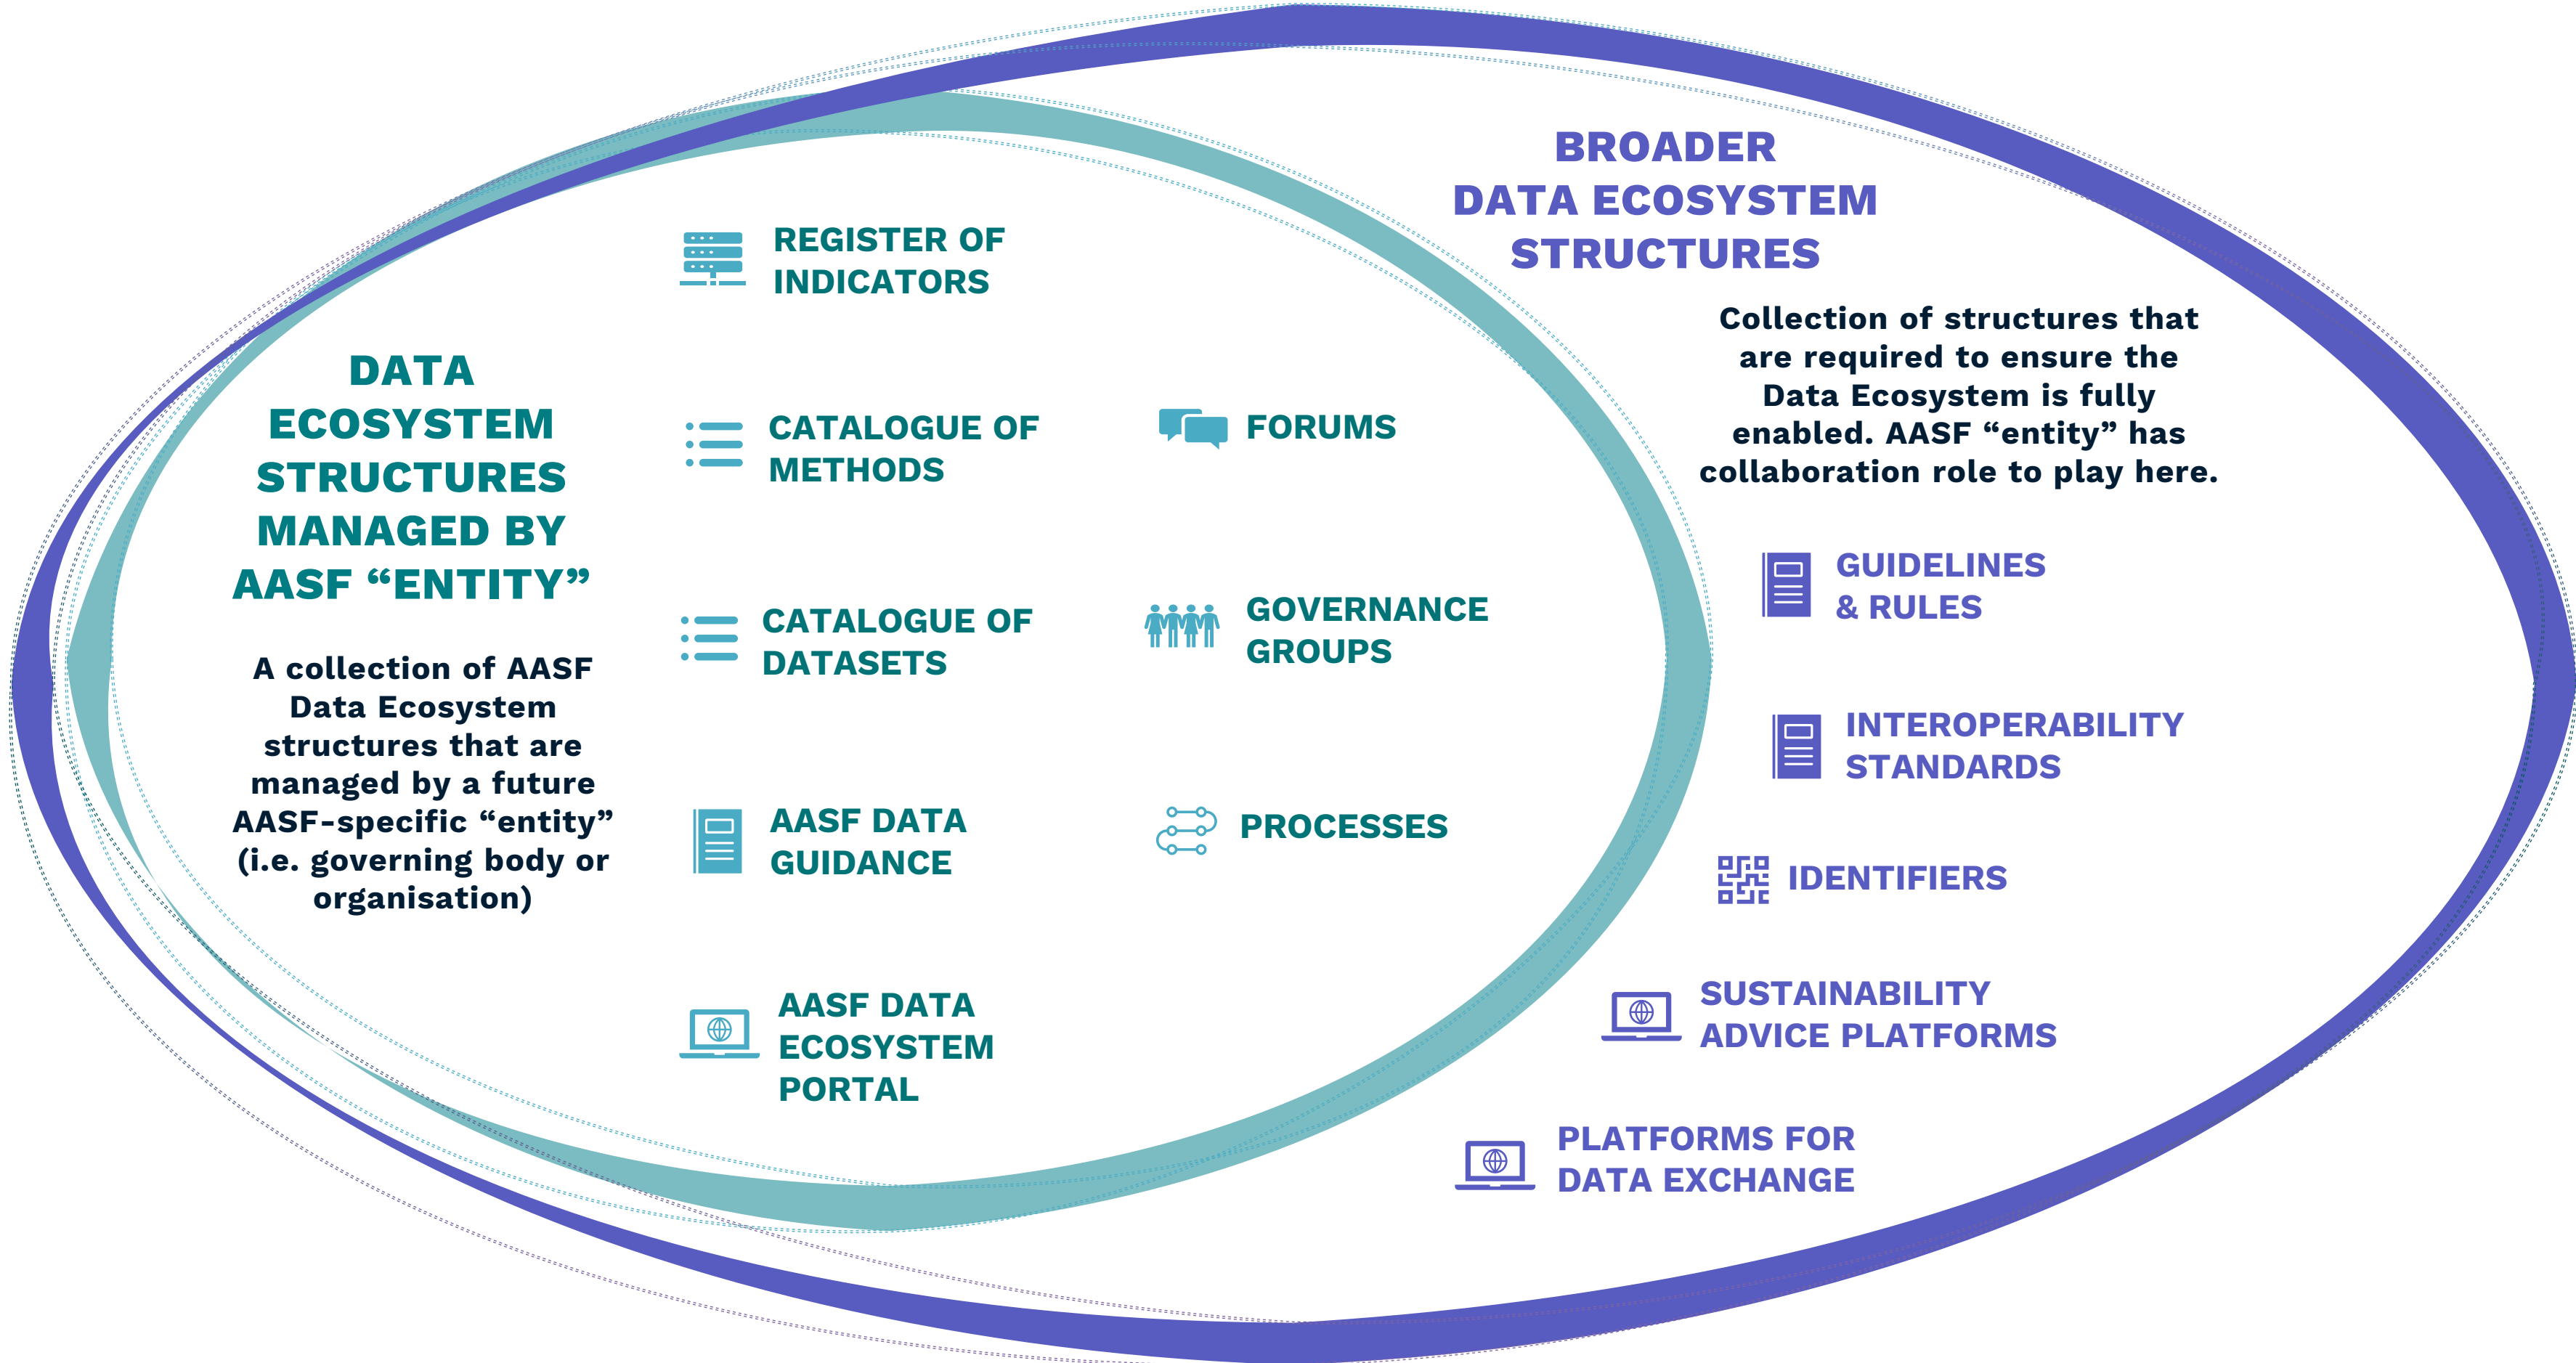 DATA
ECOSYSTEM
STRUCTURES
MANAGED BY
AASF “ENTITY”
A collection of AASF
Data Ecosystem
structures that are
managed by a future
AASF-specific “entity”
(i.e. governing body or
organisation)
REGISTER OF
INDICATORS
CATALOGUE OF
METHODS
CATALOGUE OF
DATASETS
AASF DATA
GUIDANCE
AASF DATA
ECOSYSTEM
PORTAL
FORUMS
GOVERNANCE
GROUPS
PROCESSES
BROADER
DATA ECOSYSTEM
STRUCTURES
Collection of structures that
are required to ensure the
Data Ecosystem is fully
enabled. AASF “entity” has
collaboration role to play here.
GUIDELINES
& RULES
INTEROPERABILITY
STANDARDS
IDENTIFIERS
SUSTAINABILITY
ADVICE PLATFORMS
PLATFORMS FOR
DATA EXCHANGE